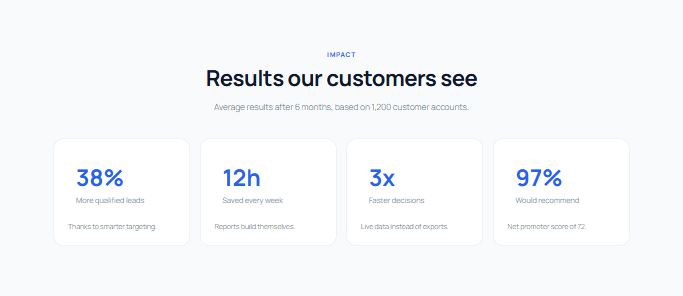 IMPACT
Results our customers see
Average results after 6 months, based on 1,200 customer accounts.
38%
More qualified leads
Thanks to smarter targeting.
12h
Saved every week
Reports build themselves.
3x
Faster decisions
Live data instead of exports.
97%
Would recommend
Net promoter score of 72.